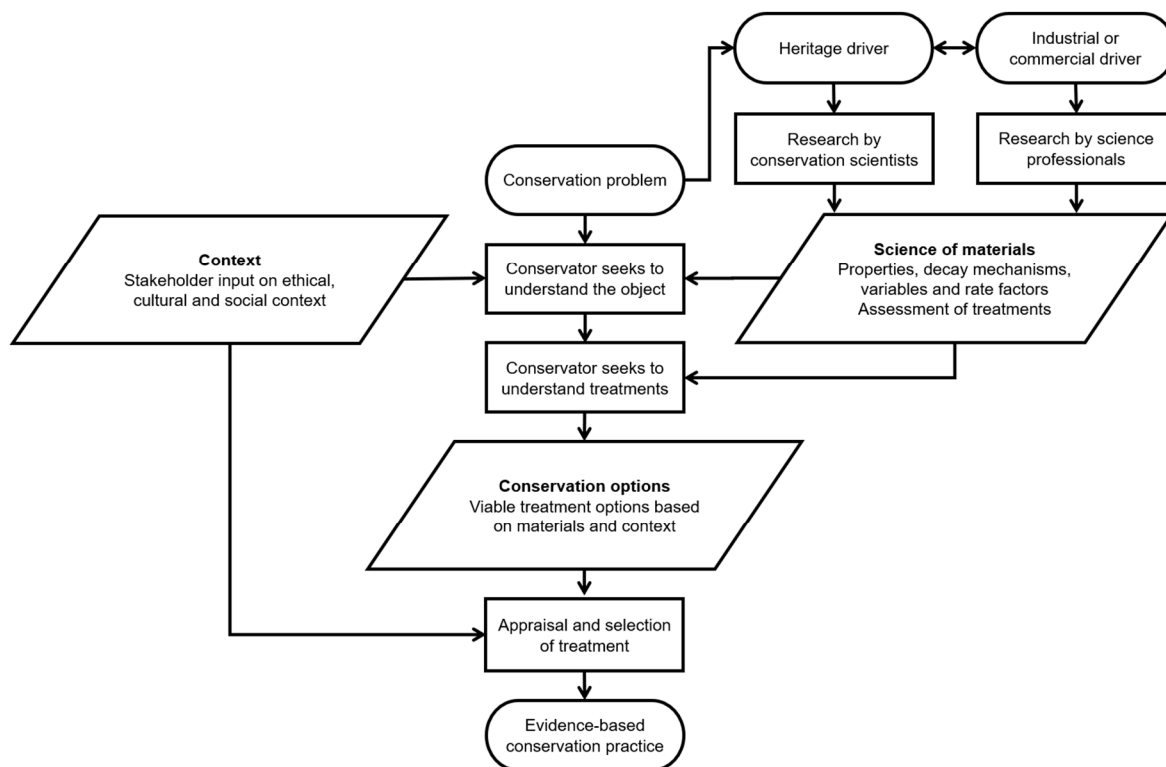 Heritage driver
Industrial or
commercial driver
Research by
conservation scientists
Research by science
professionals
Conservation problem
Context
Stakeholder input on ethical,
cultural and social context
Conservator seeks to
understand the object
Science of materials
Properties, decay mechanisms,
variables and rate factors
Assessment of treatments
Conservator seeks to
understand treatments
Conservation options
Viable treatment options based
on materials and context
Appraisal and selection
of treatment
Evidence-based
conservation practice